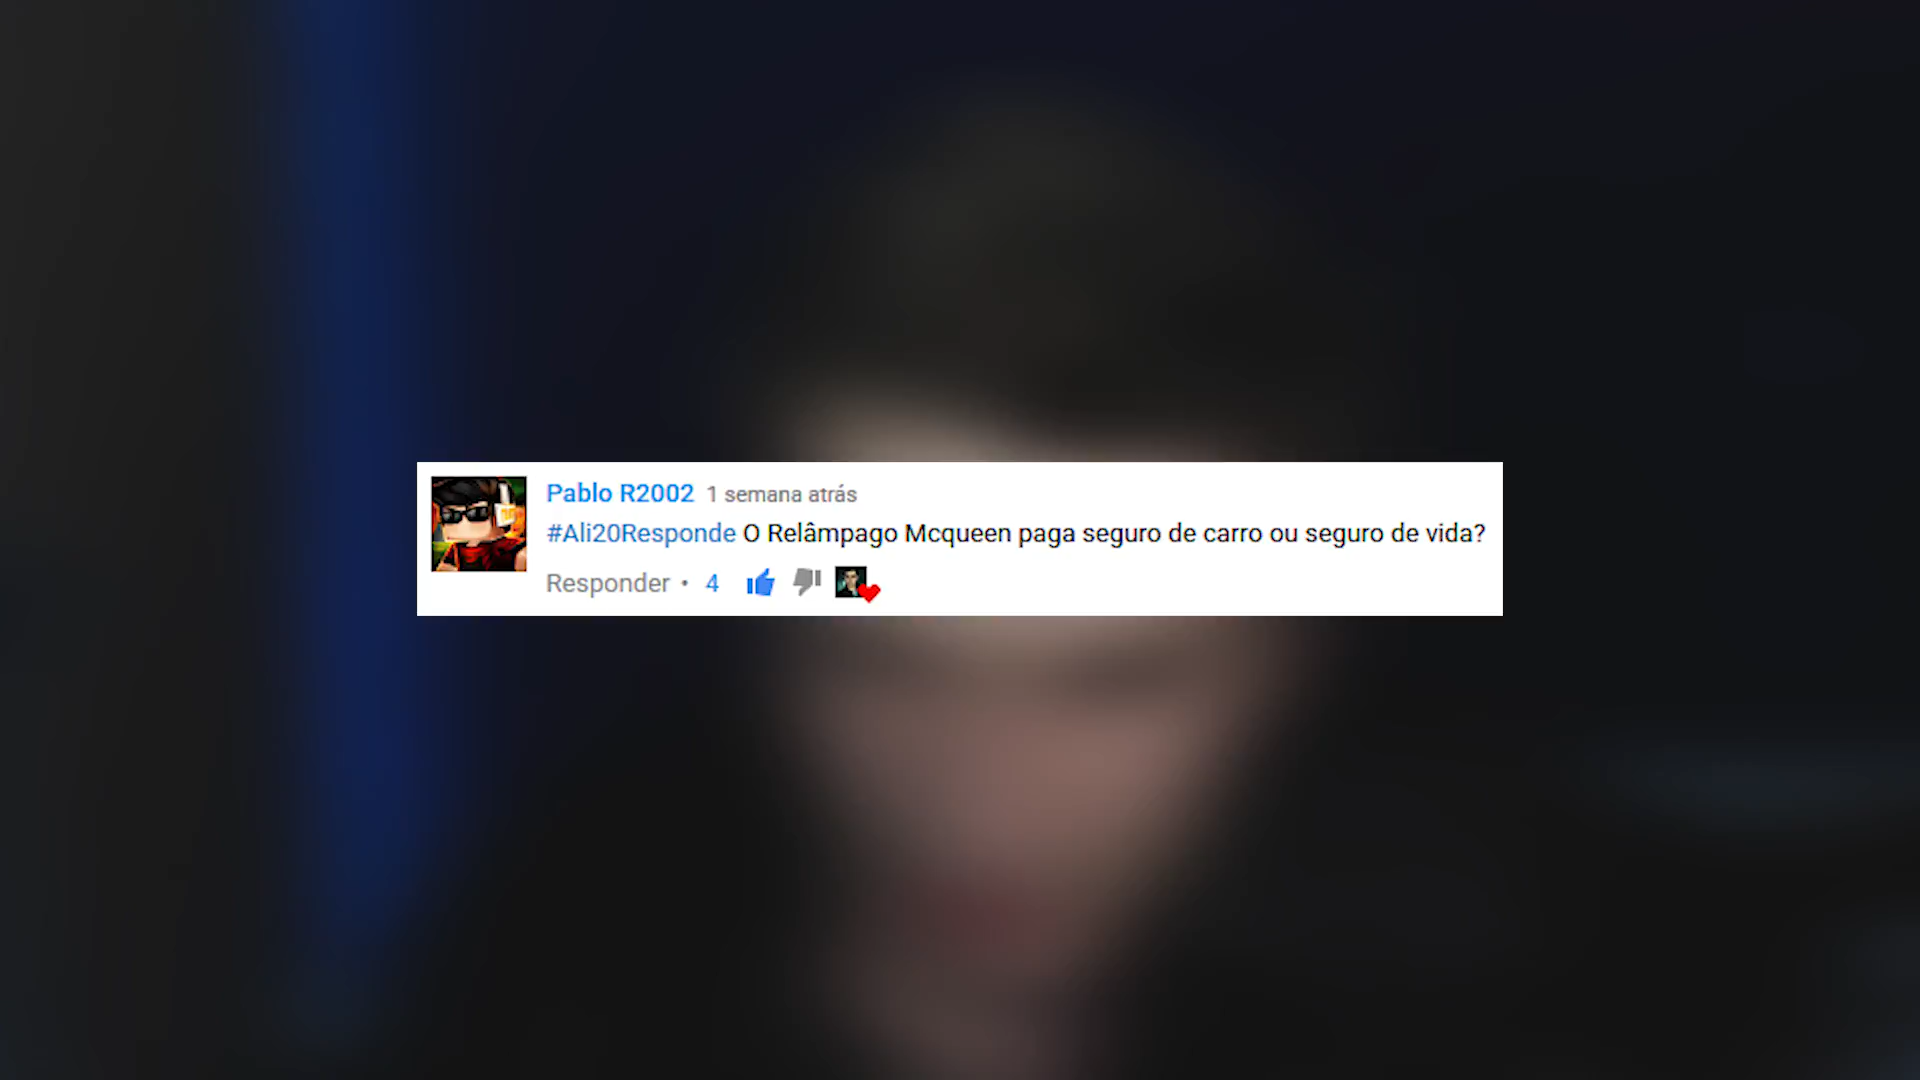 Pablo R2002 1 semana atrás
#Ali20Responde O Relâmpago Mcqueen paga seguro de carro ou seguro de vida?
Responder • 4